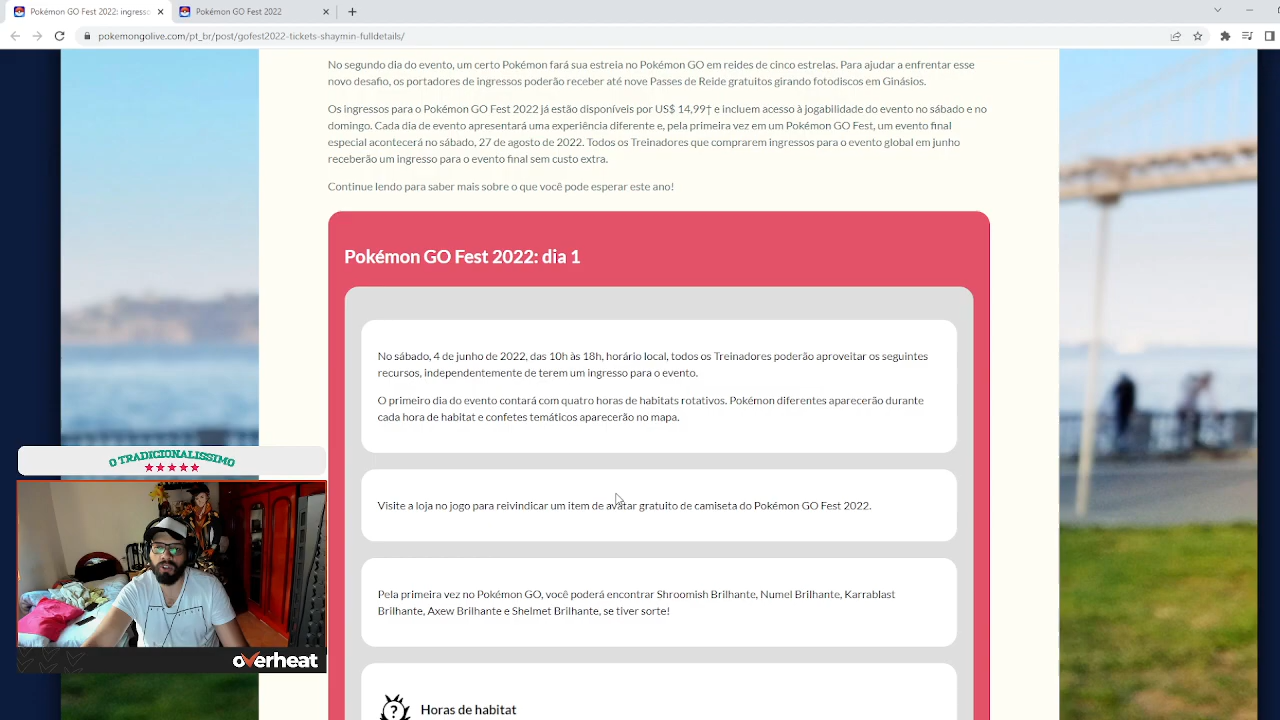 Pokémon GO Fest 2022: ingresso
Pokémon GO Fest 2022
pokemongolive.com/pt_br/post/gofest2022-tickets-shaymin-fulldetails/
No segundo dia do evento, um certo Pokémon fará sua estreia no Pokémon GO em reides de cinco estrelas. Para ajudar a enfrentar esse
novo desafio, os portadores de ingressos poderão receber até nove Passes de Reide gratuitos girando fotodiscos em Ginásios.
Os ingressos para o Pokémon GO Fest 2022 já estão disponíveis por US$ 14,99† e incluem acesso à jogabilidade do evento no sábado e no
domingo. Cada dia de evento apresentará uma experiência diferente e, pela primeira vez em um Pokémon GO Fest, um evento final
especial acontecerá no sábado, 27 de agosto de 2022. Todos os Treinadores que comprarem ingressos para o evento global em junho
receberão um ingresso para o evento final sem custo extra.
Continue lendo para saber mais sobre o que você pode esperar este ano!
Pokémon GO Fest 2022: dia 1
No sábado, 4 de junho de 2022, das 10h às 18h, horário local, todos os Treinadores poderão aproveitar os seguintes
recursos, independentemente de terem um ingresso para o evento.
O primeiro dia do evento contará com quatro horas de habitats rotativos. Pokémon diferentes aparecerão durante
cada hora de habitat e confetes temáticos aparecerão no mapa.
Visite a loja no jogo para reivindicar um item de avatar gratuito de camiseta do Pokémon GO Fest 2022.
Pela primeira vez no Pokémon GO, você poderá encontrar Shroomish Brilhante, Numel Brilhante, Karrablast
Brilhante, Axew Brilhante e Shelmet Brilhante, se tiver sorte!
Horas de habitat
O TRADICIONALISSIMO
overheat